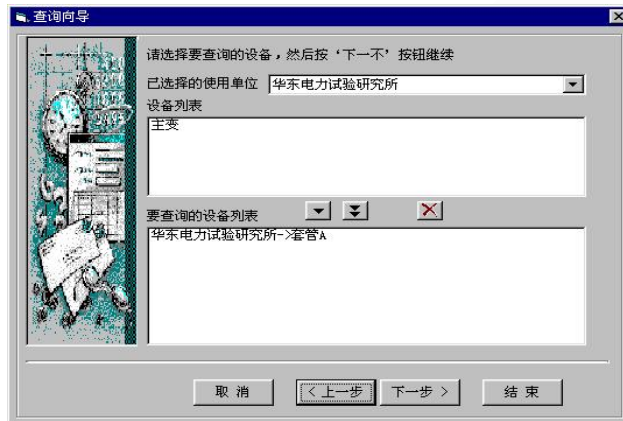 查询向导
请选择要查询的设备，然后按‘下一不’按钮继续
已选择的使用单位 华东电力试验研究所
设备列表
主变
要查询的设备列表
华东电力试验研究所->套管A
取 消 < 上一步 下一步 > 结 束